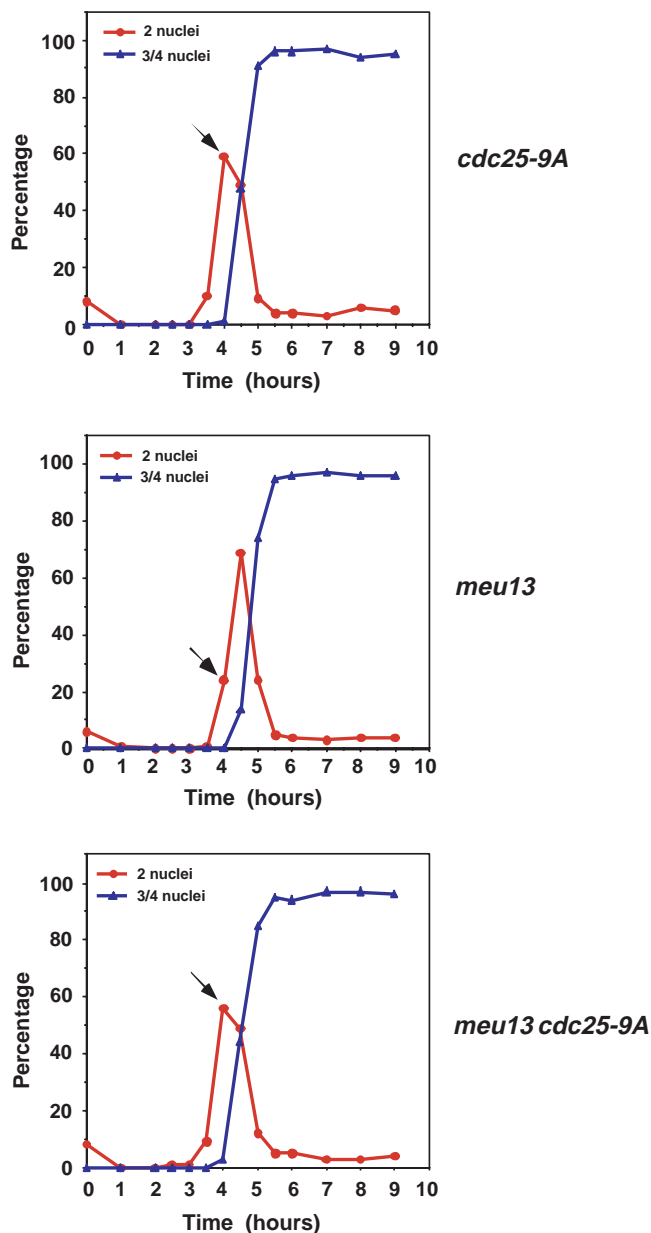 2 nuclei
3/4 nuclei
100
80
60
40
20
0
Percentage
0 1 2 3 4 5 6 7 8 9 10
Time (hours)
cdc25-9A
2 nuclei
3/4 nuclei
100
80
60
40
20
0
Percentage
0 1 2 3 4 5 6 7 8 9 10
Time (hours)
meu13
2 nuclei
3/4 nuclei
100
80
60
40
20
0
Percentage
0 1 2 3 4 5 6 7 8 9 10
Time (hours)
meu13 cdc25-9A